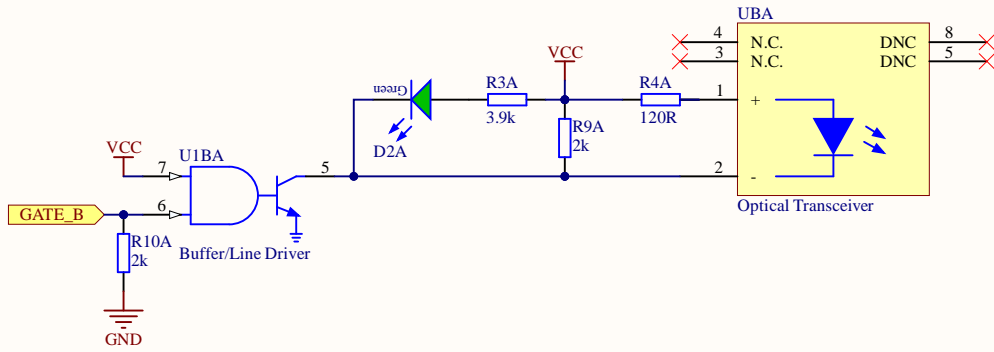 UBA
4 N.C. DNC 8
3 N.C. DNC 5
VCC
Green
R3A
R4A
1 +
3.9k
120R
D2A
R9A
2k
VCC
U1BA
7
5
2 -
GATE_B
6
Optical Transceiver
R10A
2k
Buffer/Line Driver
GND